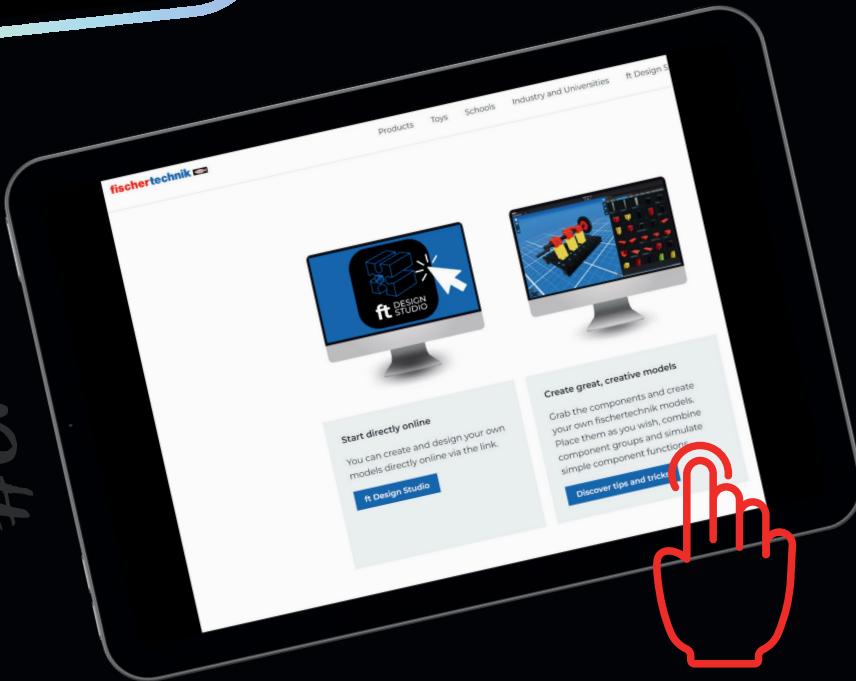 fischertechnik
Products Toys Schools Industry and Universities ft Design S
ft DESIGN
STUDIO
Start directly online
You can create and design your own
models directly online via the link.
ft Design Studio
Create great, creative models
Grab the components and create
your own fischertechnik models.
Place them as you wish, combine
component groups and simulate
simple component functions
Discover tips and tricks